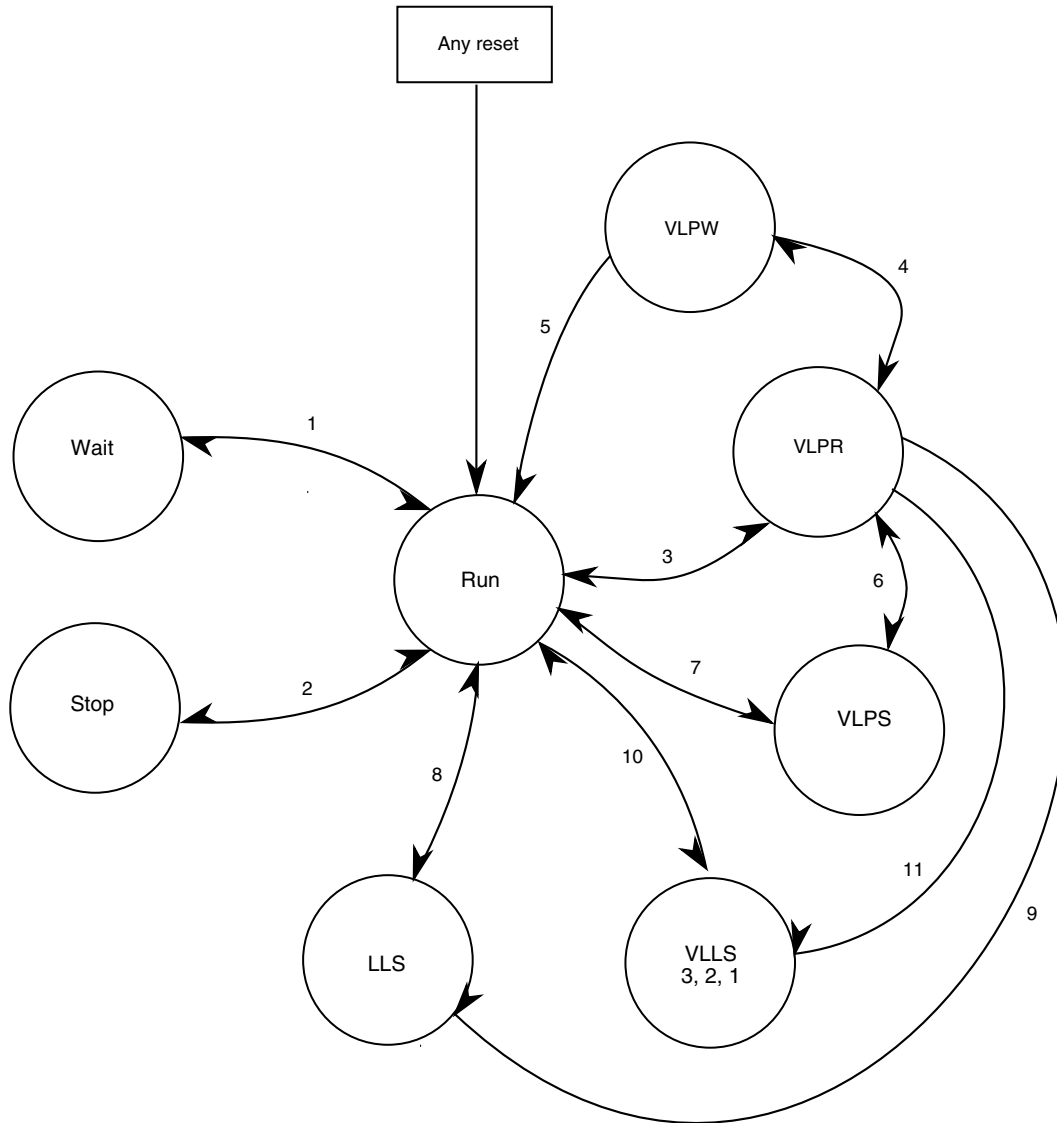 Any reset
VLPW
4
5
Wait
1
VLPR
3
Run
6
Stop
2
7
VLPS
10
8
11
9
LLS
VLLS
3, 2, 1